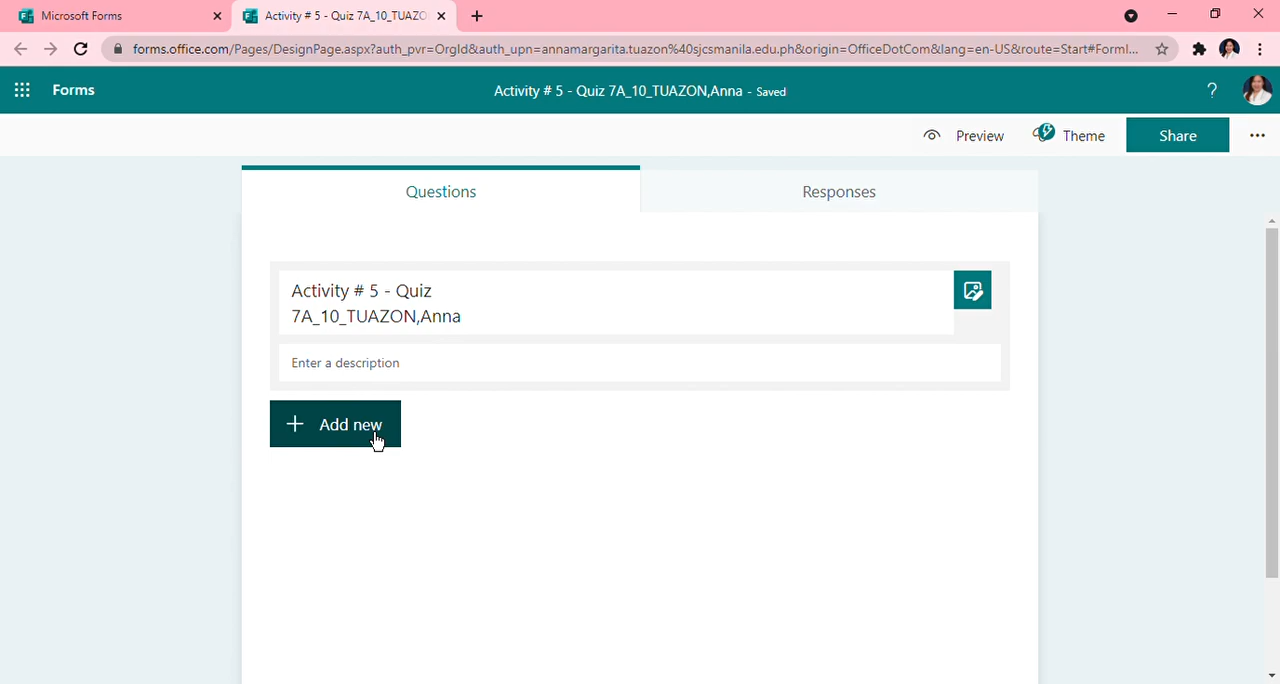 Microsoft Forms
Activity # 5 - Quiz 7A_10_TUAZO
forms.office.com/Pages/DesignPage.aspx?auth_pvr=OrgId&auth_upn=annamargarita.tuazon%40sjcsmanila.edu.ph&origin=OfficeDotCom&lang=en-US&route=Start#FormI...
Forms
Activity # 5 - Quiz 7A_10_TUAZON,Anna - Saved
?
Preview
Theme
Share
Questions
Responses
Activity # 5 - Quiz
7A_10_TUAZON,Anna
Enter a description
Add new